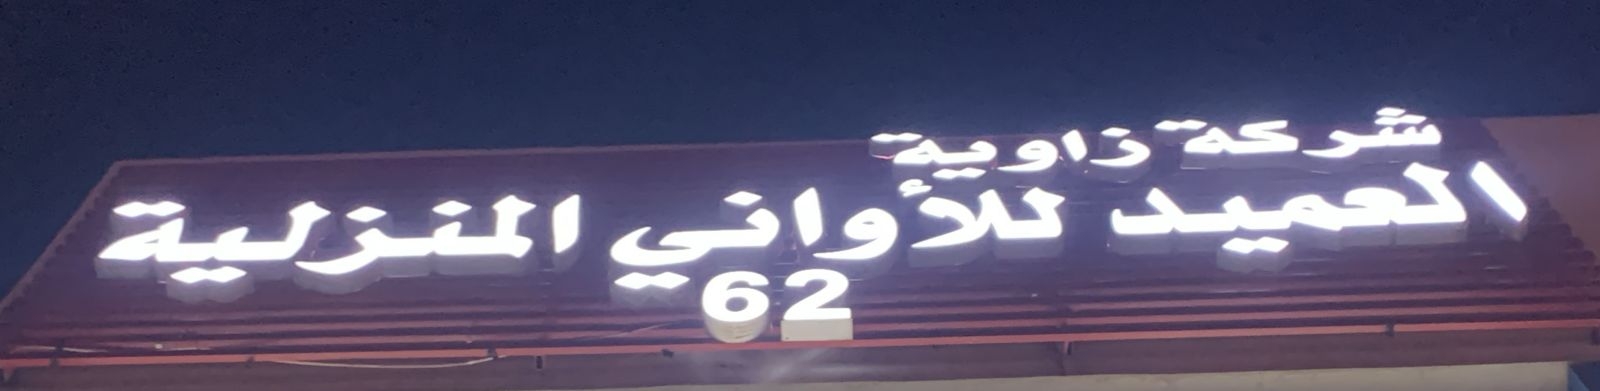 شركة زاوية
العميد للأواني المنزلية
62